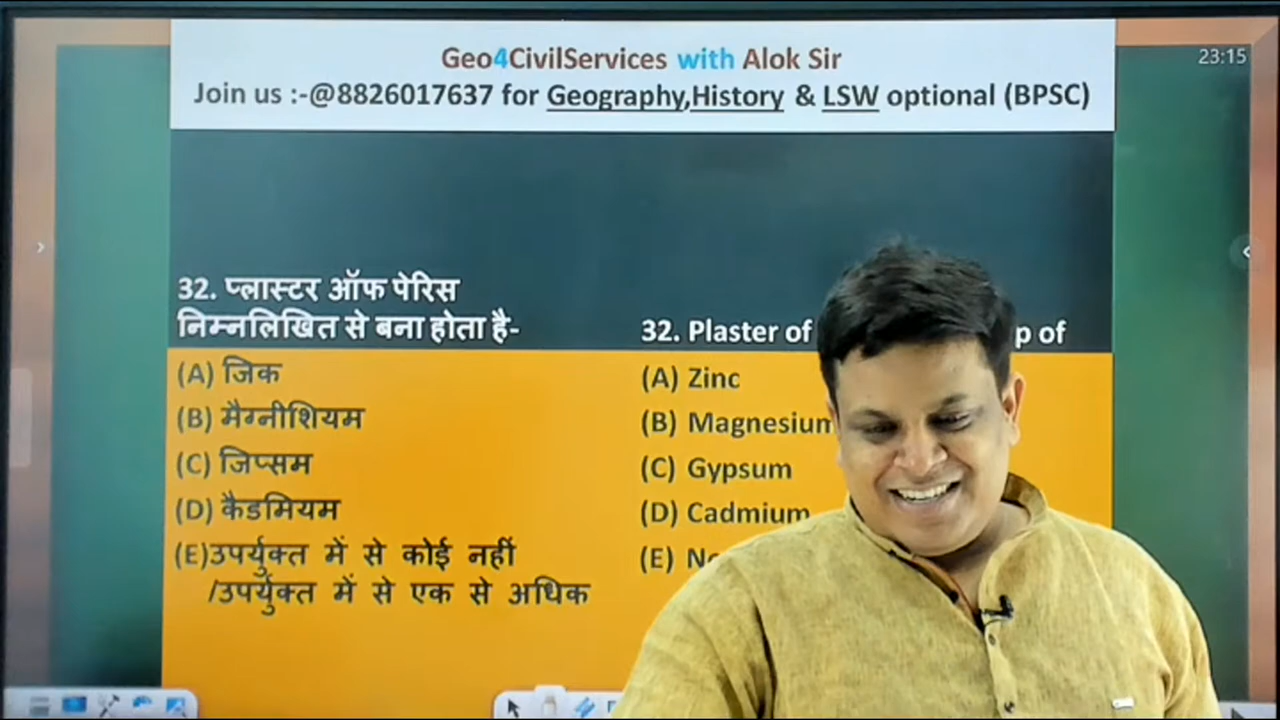 Geo4CivilServices with Alok Sir
Join us :-@8826017637 for Geography,History & LSW optional (BPSC)
23:15
32. प्लास्टर ऑफ पेरिस
निम्नलिखित से बना होता है-
(A) जिक
(B) मैग्नीशियम
(C) जिप्सम
(D) कैडमियम
(E)उपर्युक्त में से कोई नहीं
/उपर्युक्त में से एक से अधिक
32. Plaster of p of
(A) Zinc
(B) Magnesium
(C) Gypsum
(D) Cadmium
(E)